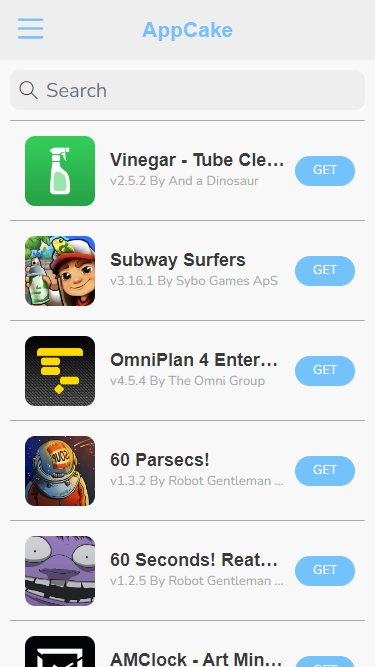 AppCake
Search
Vinegar - Tube Cle...
v2.5.2 By And a Dinosaur
GET
Subway Surfers
v3.16.1 By Sybo Games ApS
GET
OmniPlan 4 Enter...
v4.5.4 By The Omni Group
GET
60 Parsecs!
v1.3.2 By Robot Gentleman ...
GET
60 Seconds! Reat...
v1.2.5 By Robot Gentleman ...
GET
AMClock - Art Min...
GET